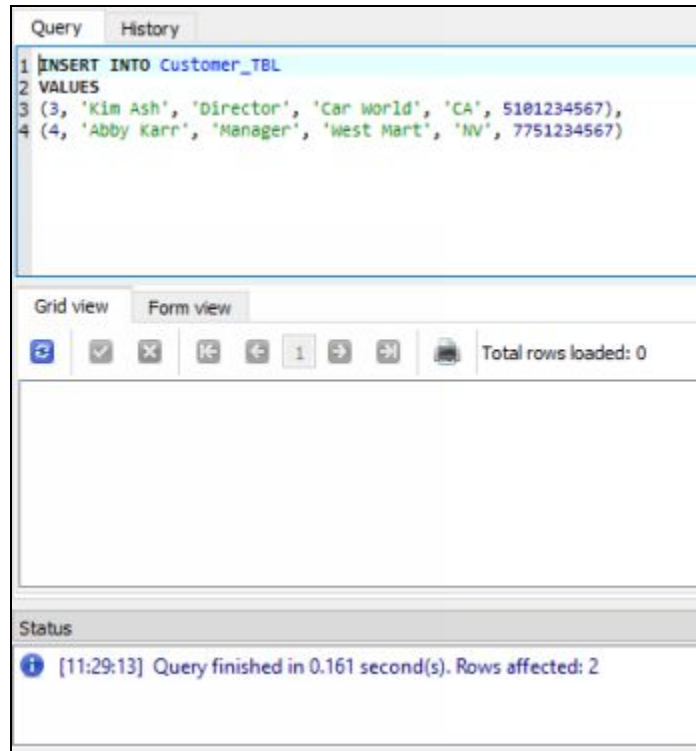 Query History
1 INSERT INTO Customer_TBL
2 VALUES
3 (3, 'Kim Ash', 'Director', 'Car World', 'CA', 5101234567),
4 (4, 'Abby Karr', 'Manager', 'West Mart', 'NV', 7751234567)
Grid view Form view
1 Total rows loaded: 0
Status
[11:29:13] Query finished in 0.161 second(s). Rows affected: 2